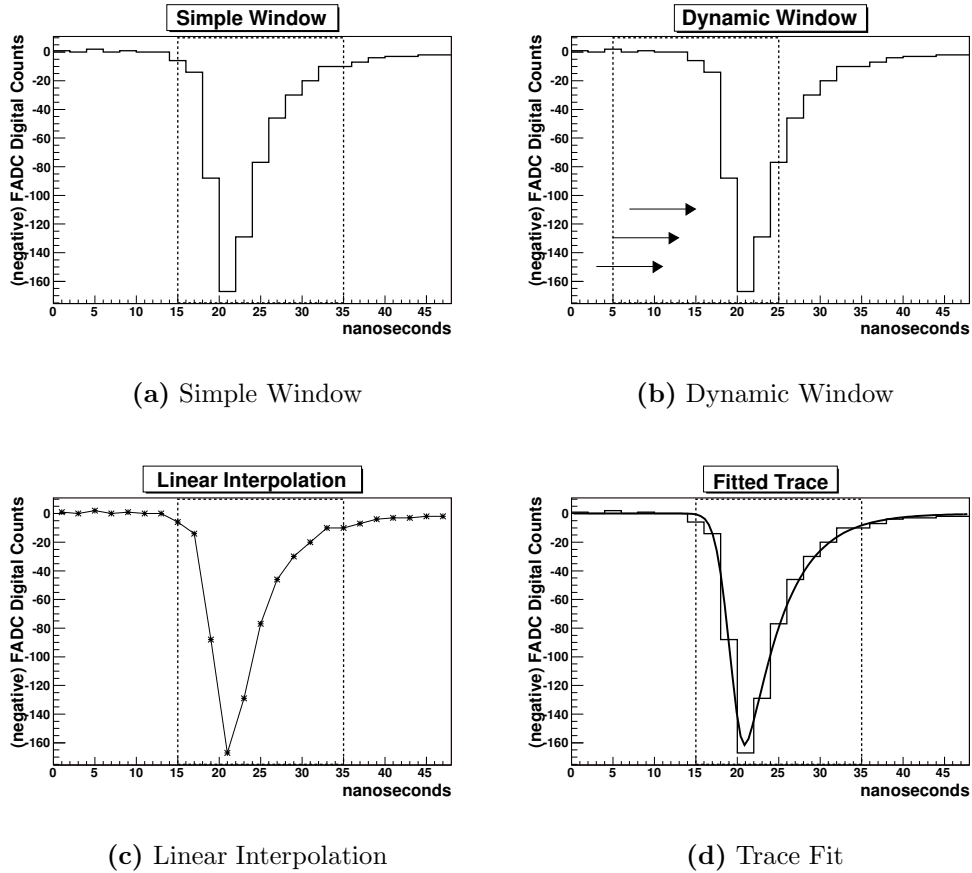 Simple Window
(negative) FADC Digital Counts
0
-20
-40
-60
-80
-100
-120
-140
-160
0 5 10 15 20 25 30 35 40 45
nanoseconds
(a) Simple Window
Dynamic Window
(negative) FADC Digital Counts
0
-20
-40
-60
-80
-100
-120
-140
-160
0 5 10 15 20 25 30 35 40 45
nanoseconds
(b) Dynamic Window
Linear Interpolation
(negative) FADC Digital Counts
0
-20
-40
-60
-80
-100
-120
-140
-160
0 5 10 15 20 25 30 35 40 45
nanoseconds
(c) Linear Interpolation
Fitted Trace
(negative) FADC Digital Counts
0
-20
-40
-60
-80
-100
-120
-140
-160
0 5 10 15 20 25 30 35 40 45
nanoseconds
(d) Trace Fit